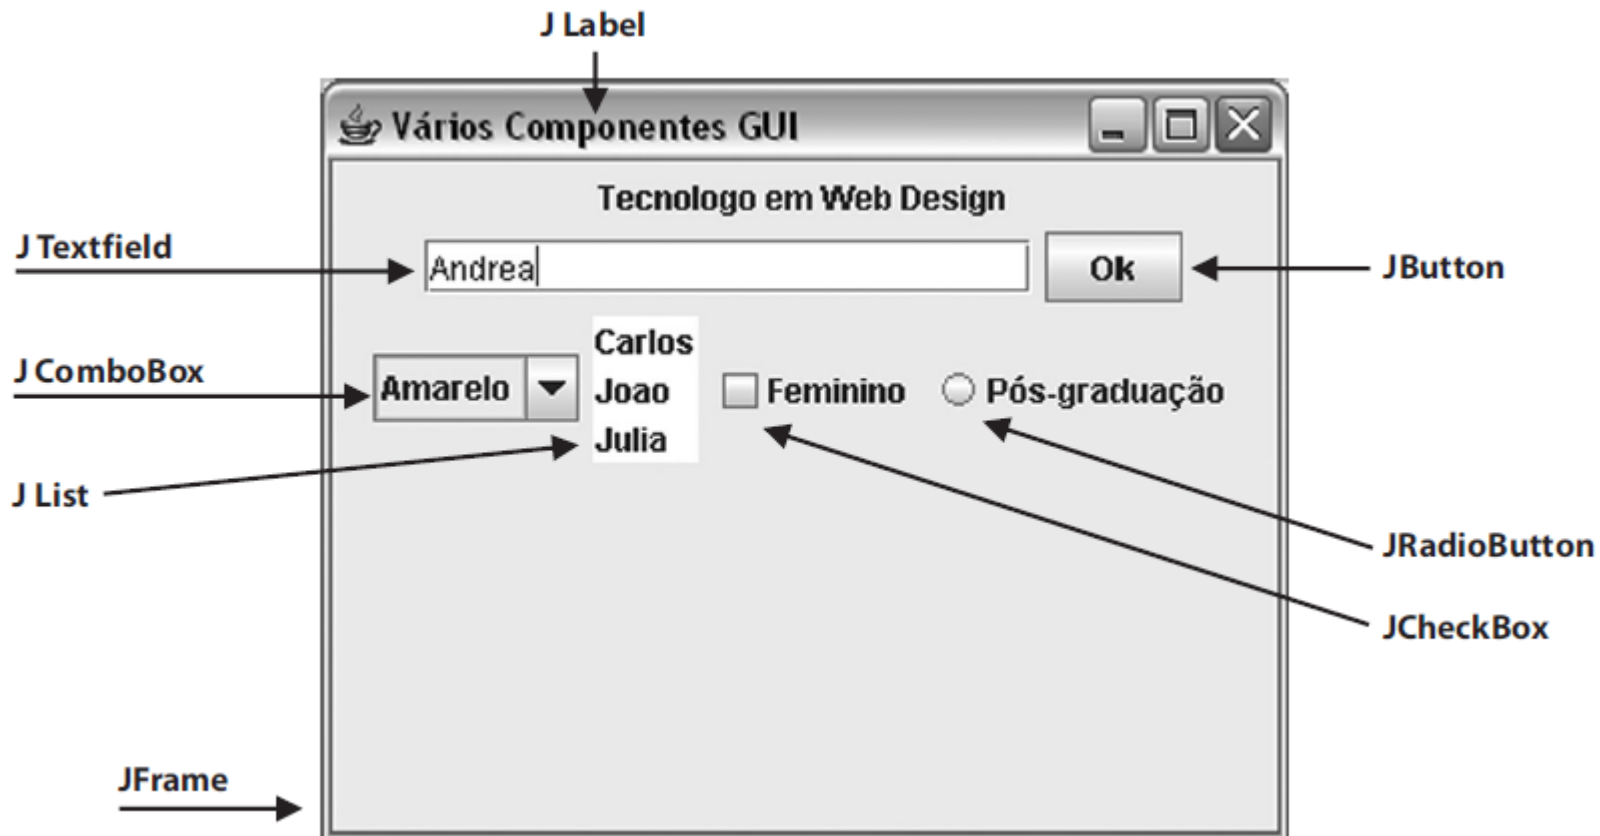 J Label
Vários Componentes GUI
Tecnologo em Web Design
J Textfield
Andrea
Ok
JButton
J ComboBox
Amarelo
Carlos
Joao
Julia
Feminino
Pós-graduação
J List
JRadioButton
JCheckBox
JFrame